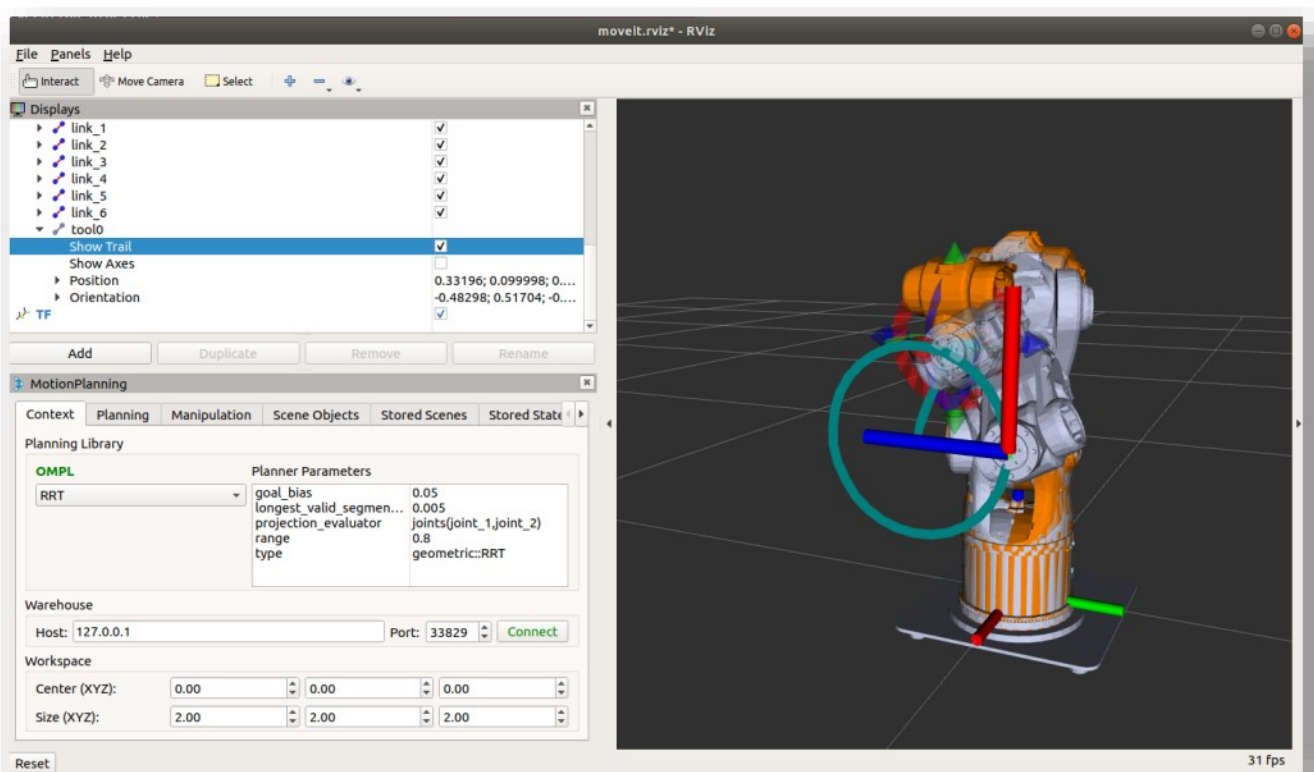 moveit.rviz* - RViz
File Panels Help
Interact Move Camera Select
Displays
link_1
link_2
link_3
link_4
link_5
link_6
tool0
Show Trail
Show Axes
Position 0.33196; 0.099998; 0....
Orientation -0.48298; 0.51704; -0....
TF
Add Duplicate Remove Rename
MotionPlanning
Context Planning Manipulation Scene Objects Stored Scenes Stored State
Planning Library
OMPL Planner Parameters
RRT
goal_bias 0.05
longest_valid_segmen... 0.005
projection_evaluator joints(joint_1,joint_2)
range 0.8
type geometric::RRT
Warehouse
Host: 127.0.0.1 Port: 33829 Connect
Workspace
Center (XYZ): 0.00 0.00 0.00
Size (XYZ): 2.00 2.00 2.00
Reset 31 fps